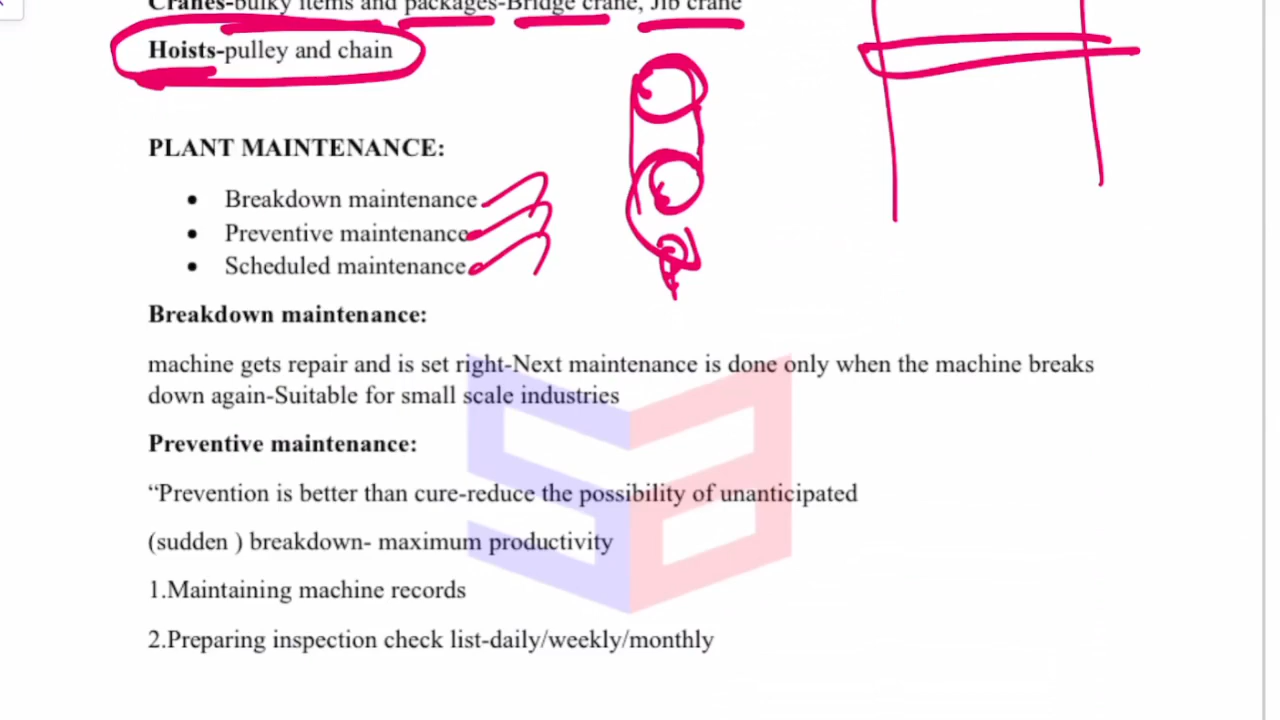 Cranes-bulky items and packages-Bridge crane, Jib crane
Hoists-pulley and chain
PLANT MAINTENANCE:
• Breakdown maintenance
• Preventive maintenance
• Scheduled maintenance
Breakdown maintenance:
machine gets repair and is set right-Next maintenance is done only when the machine breaks
down again-Suitable for small scale industries
Preventive maintenance:
“Prevention is better than cure-reduce the possibility of unanticipated
(sudden ) breakdown- maximum productivity
1.Maintaining machine records
2.Preparing inspection check list-daily/weekly/monthly